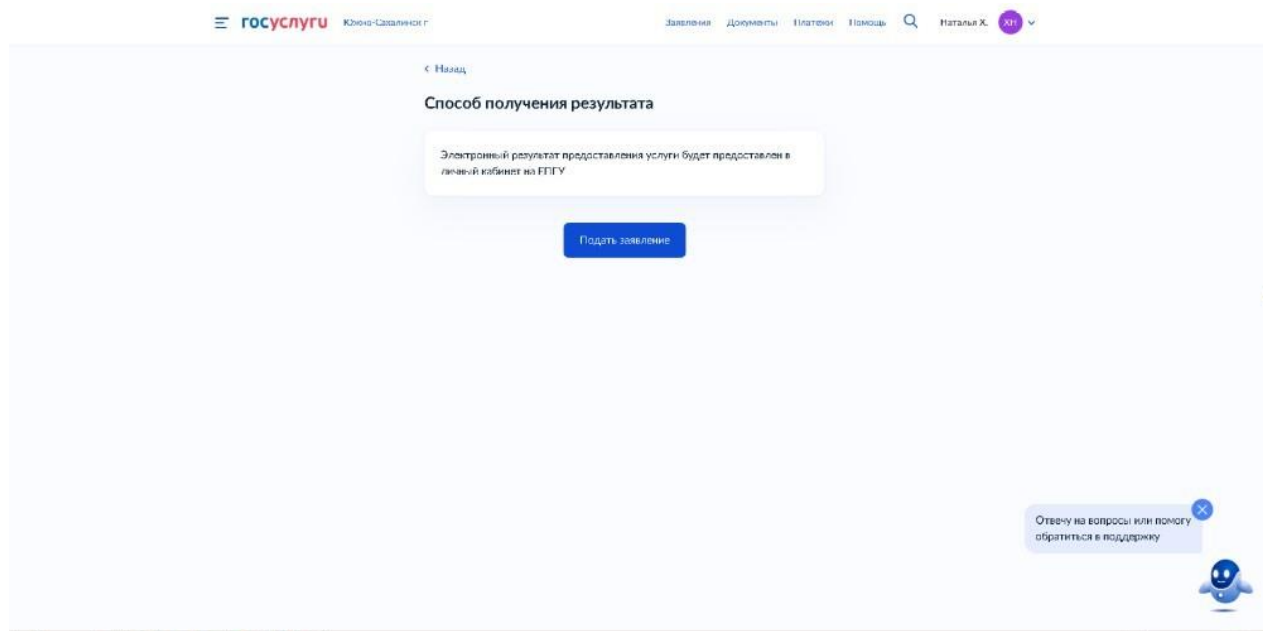 госуслуги Южно-Сахалинск г Заявления Документы Платежи Помощь Наталья Х. ХН
< Назад
Способ получения результата
Электронный результат предоставления услуги будет предоставлен в
личный кабинет на ЕПГУ
Подать заявление
Отвечу на вопросы или помогу
обратиться в поддержку